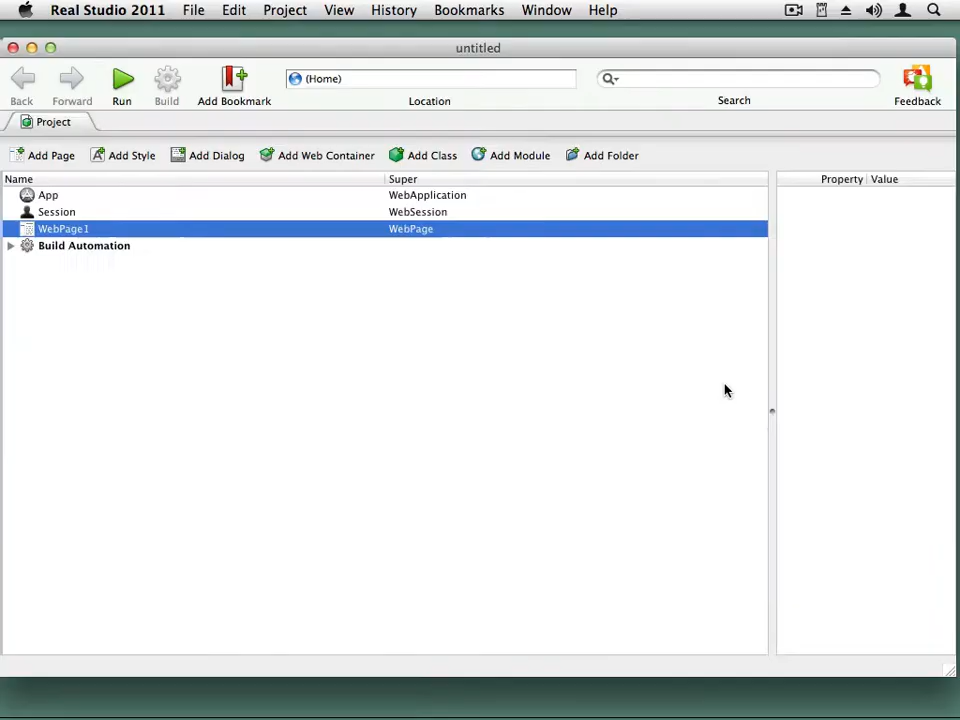 Real Studio 2011 File Edit Project View History Bookmarks Window Help
untitled
(Home)
Back Forward Run Build Add Bookmark Location Search Feedback
Project
Add Page Add Style Add Dialog Add Web Container Add Class Add Module Add Folder
Name Super Property Value
App WebApplication
Session WebSession
WebPage1 WebPage
Build Automation